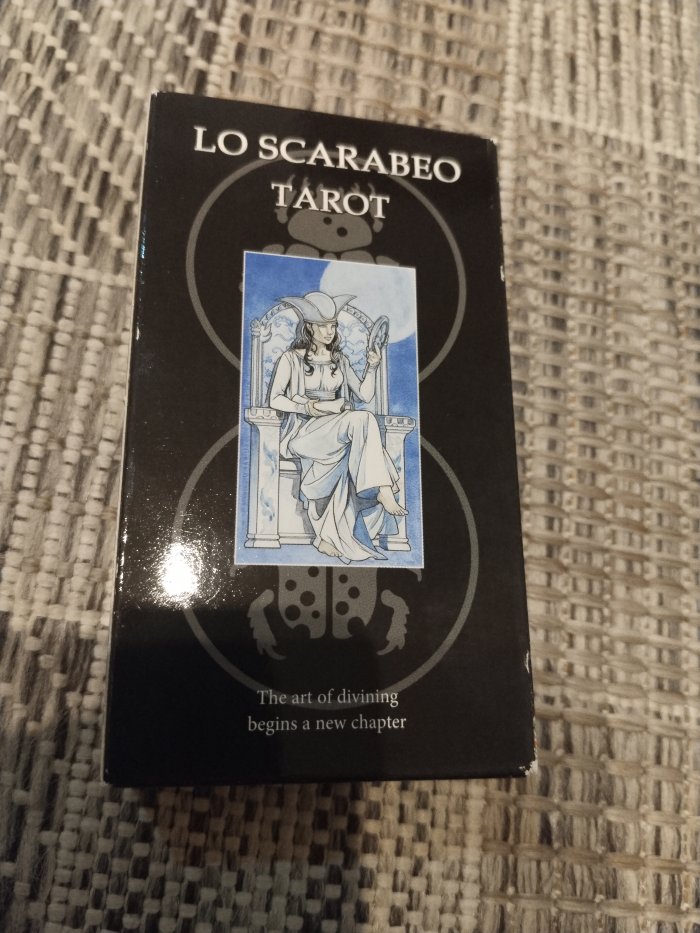 LO SCARABEO
TAROT
The art of divining
begins a new chapter